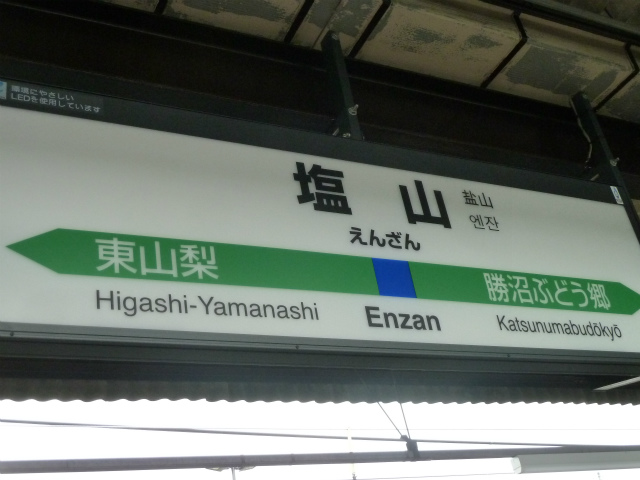 環境にやさしい
LEDを使用しています
塩山
盐山
엔잔
えんざん
東山梨
勝沼ぶどう郷
Higashi-Yamanashi
Enzan
Katsunumabudōkyō